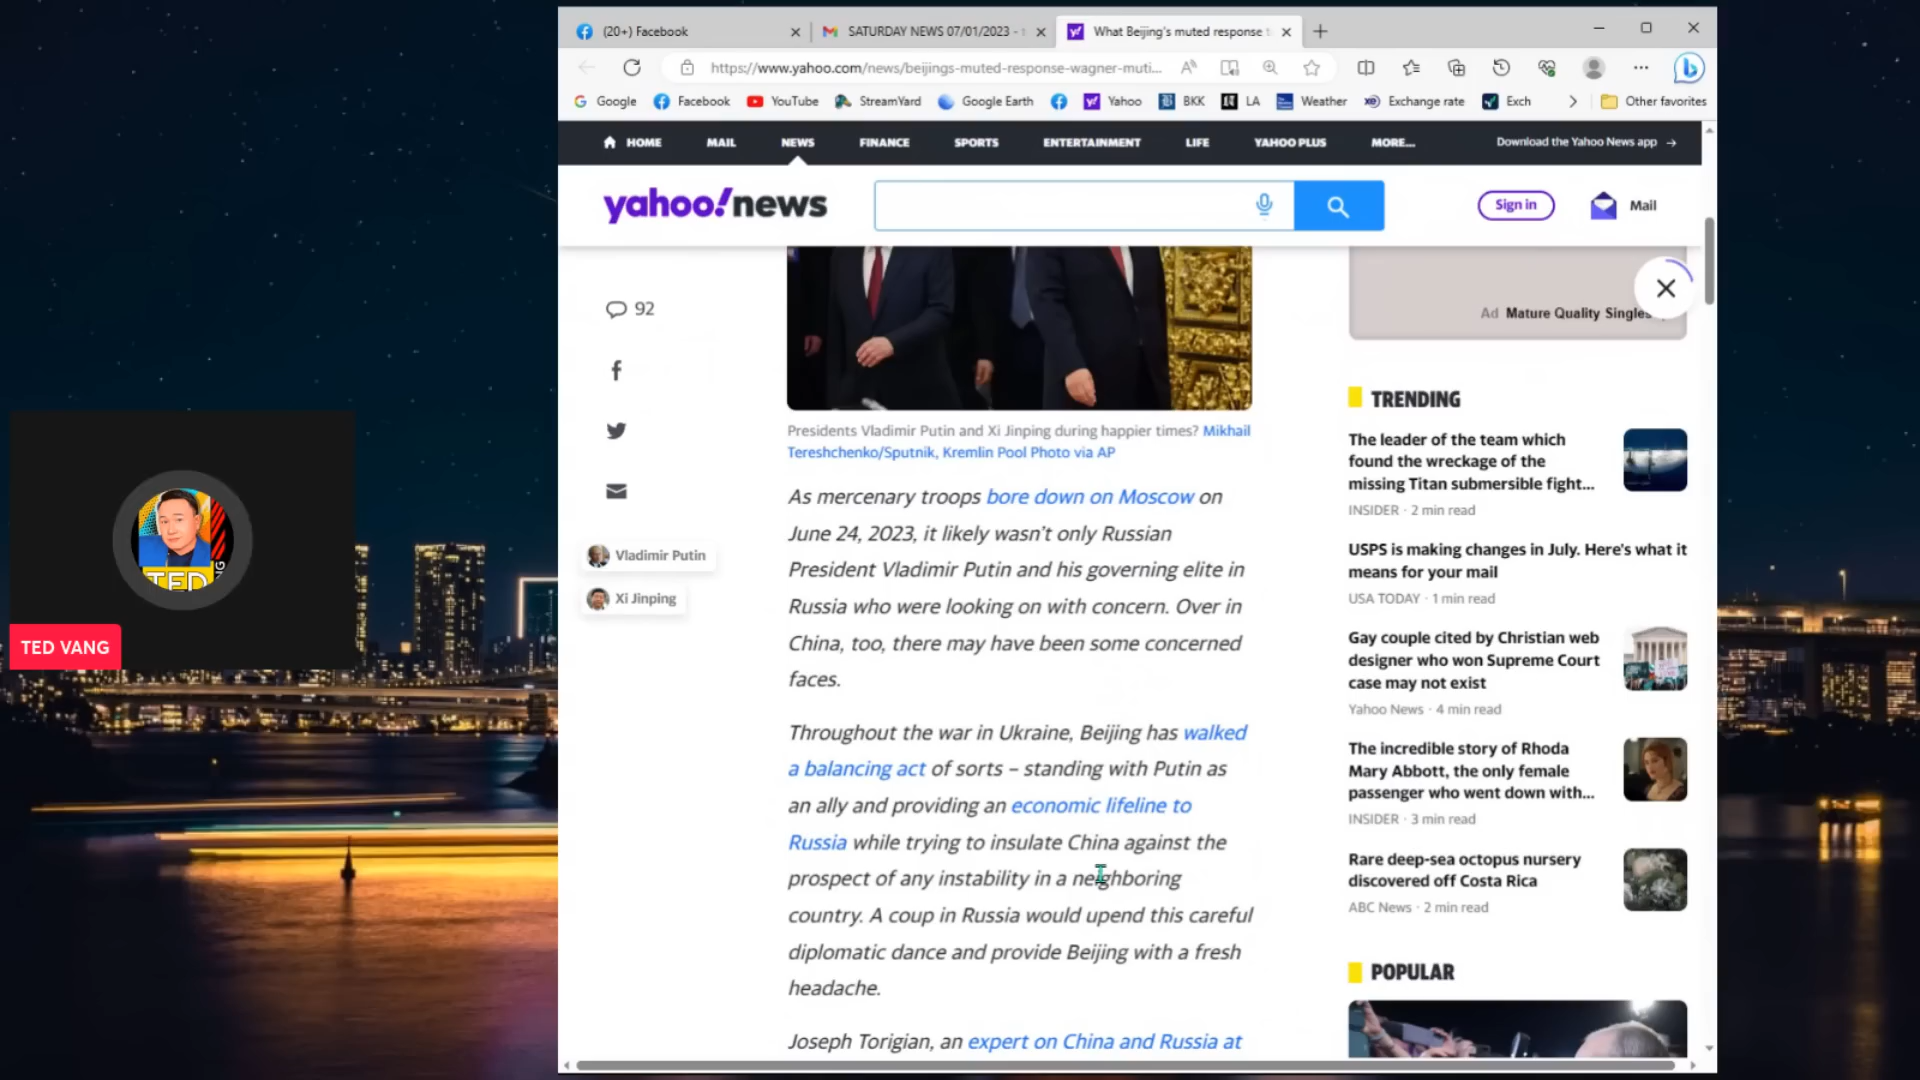 (20+) Facebook
SATURDAY NEWS 07/01/2023 -
What Beijing's muted response
https://www.yahoo.com/news/beijings-muted-response-wagner-muti...
Google
Facebook
YouTube
StreamYard
Google Earth
Yahoo
BKK
LA
Weather
Exchange rate
Exch
Other favorites
HOME
MAIL
NEWS
FINANCE
SPORTS
ENTERTAINMENT
LIFE
YAHOO PLUS
MORE...
Download the Yahoo News app →
yahoo!news
Sign in
Mail
92
Vladimir Putin
Xi Jinping
TED
TED VANG
Presidents Vladimir Putin and Xi Jinping during happier times? Mikhail
Tereshchenko/Sputnik, Kremlin Pool Photo via AP
As mercenary troops bore down on Moscow on
June 24, 2023, it likely wasn't only Russian
President Vladimir Putin and his governing elite in
Russia who were looking on with concern. Over in
China, too, there may have been some concerned
faces.
Throughout the war in Ukraine, Beijing has walked
a balancing act of sorts – standing with Putin as
an ally and providing an economic lifeline to
Russia while trying to insulate China against the
prospect of any instability in a neighboring
country. A coup in Russia would upend this careful
diplomatic dance and provide Beijing with a fresh
headache.
Joseph Torigian, an expert on China and Russia at
Ad Mature Quality Singles
TRENDING
The leader of the team which
found the wreckage of the
missing Titan submersible fight...
INSIDER · 2 min read
USPS is making changes in July. Here's what it
means for your mail
USA TODAY · 1 min read
Gay couple cited by Christian web
designer who won Supreme Court
case may not exist
Yahoo News · 4 min read
The incredible story of Rhoda
Mary Abbott, the only female
passenger who went down with...
INSIDER · 3 min read
Rare deep-sea octopus nursery
discovered off Costa Rica
ABC News · 2 min read
POPULAR